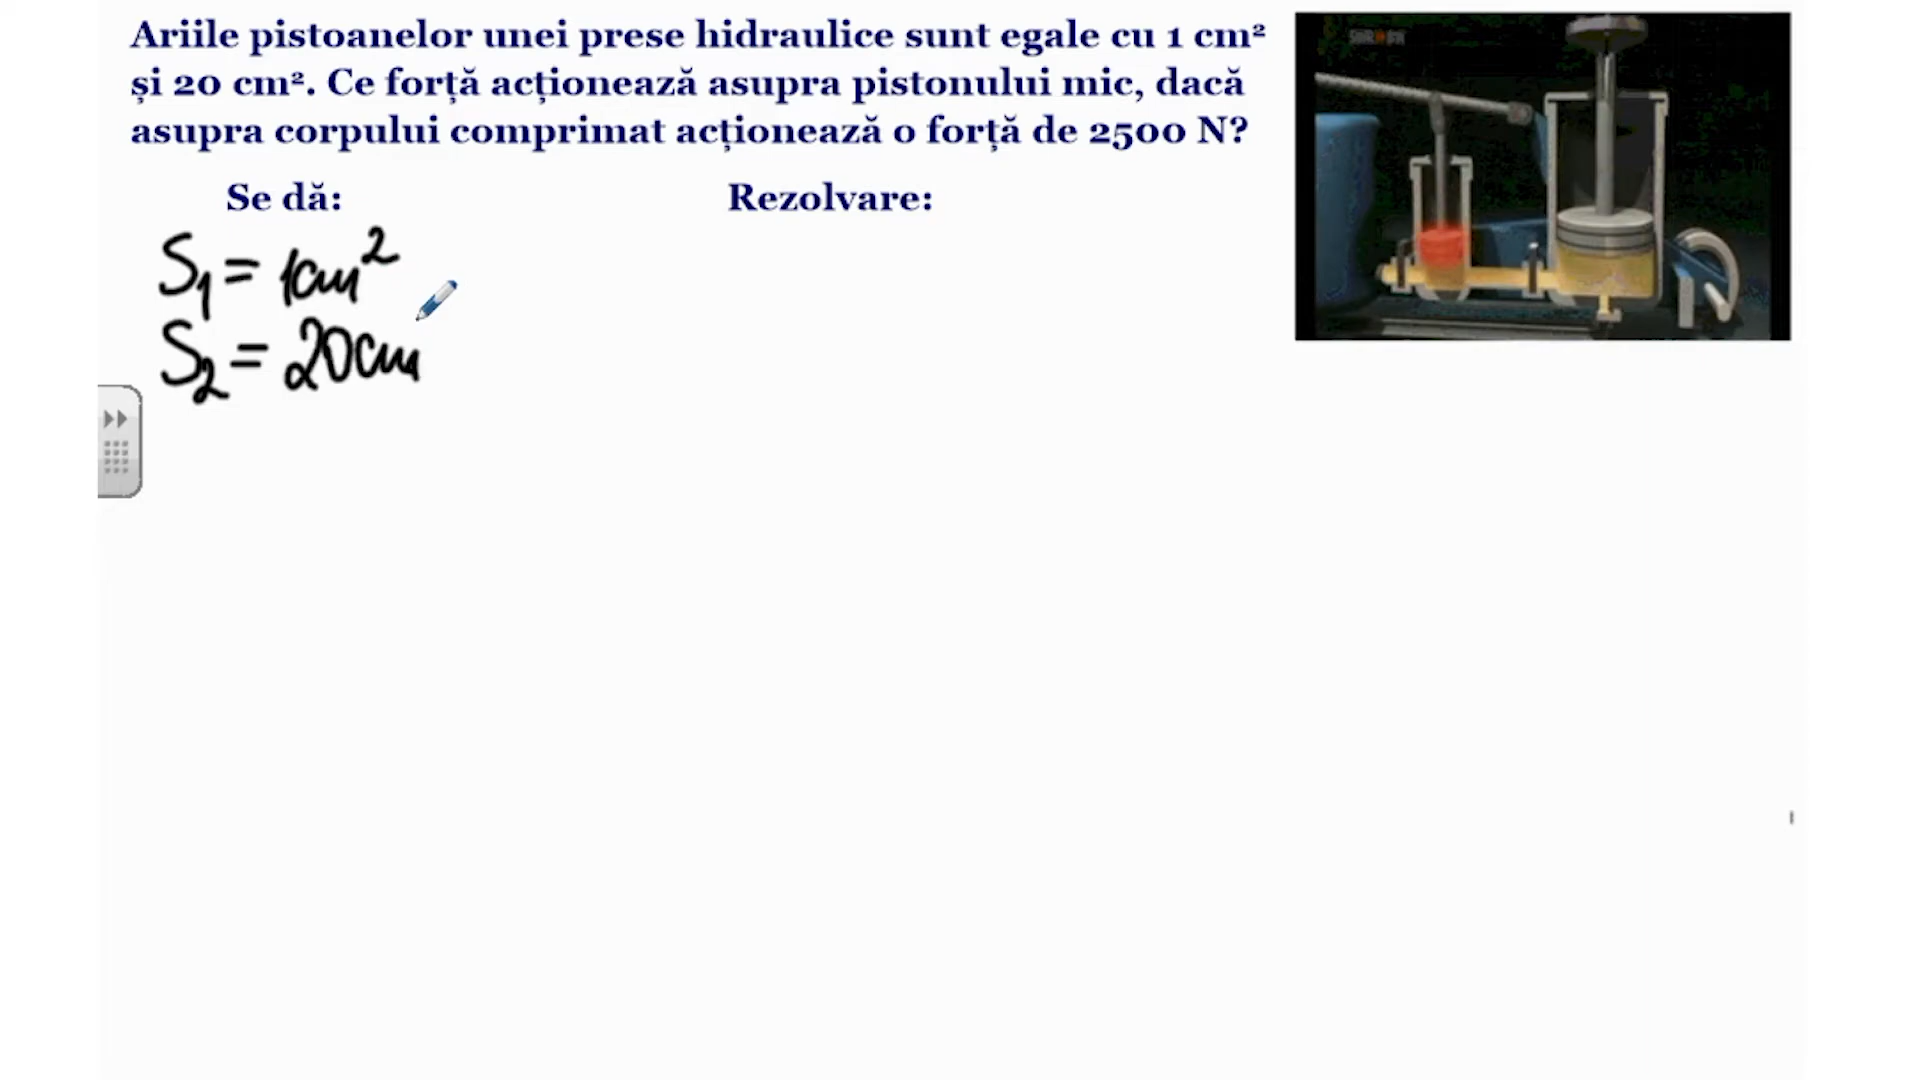 Ariile pistoanelor unei prese hidraulice sunt egale cu 1 cm²
și 20 cm². Ce forță acționează asupra pistonului mic, dacă
asupra corpului comprimat acționează o forță de 2500 N?
Se dă:
Rezolvare:
S₁ = 1cm²
S₂ = 20cm